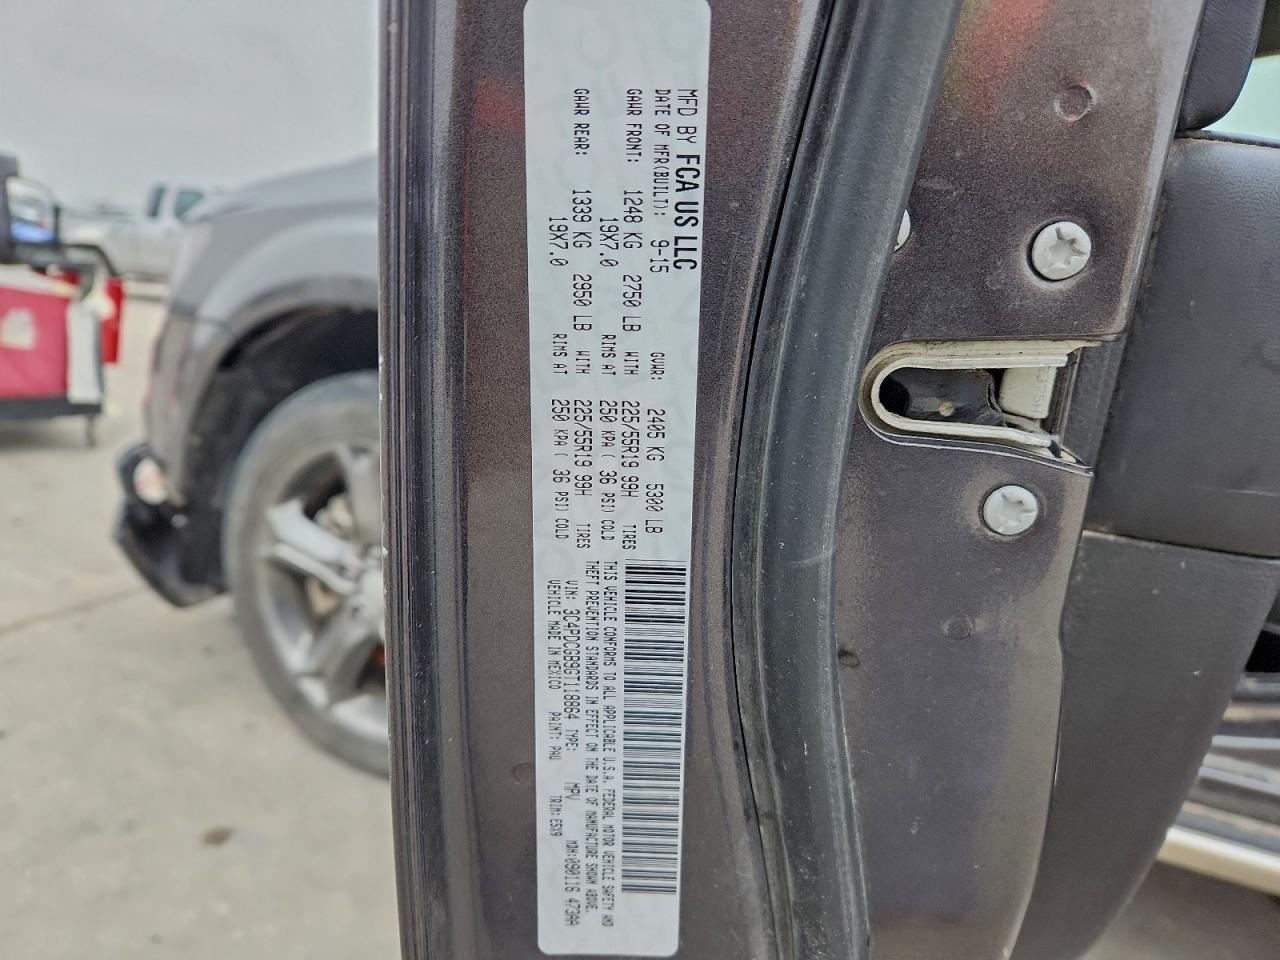 MFD BY FCA US LLC
DATE OF MFR(BUILT): 9-15 GVWR: 2405 KG 5300 LB
GAWR FRONT: 1248 KG 2750 LB WITH 225/55R19 99H TIRES
19X7.0 RIMS AT 250 KPA ( 36 PSI) COLD
GAWR REAR: 1339 KG 2950 LB WITH 225/55R19 99H TIRES
19X7.0 RIMS AT 250 KPA ( 36 PSI) COLD
THIS VEHICLE CONFORMS TO ALL APPLICABLE U.S.A. FEDERAL MOTOR VEHICLE SAFETY AND
THEFT PREVENTION STANDARDS IN EFFECT ON THE DATE OF MANUFACTURE SHOWN ABOVE.
VIN: 3C4PDCGB9GT118864 TYPE: MPV MDH:090116 473AA
VEHICLE MADE IN MEXICO PAINT: PAU TRIM:E5X9